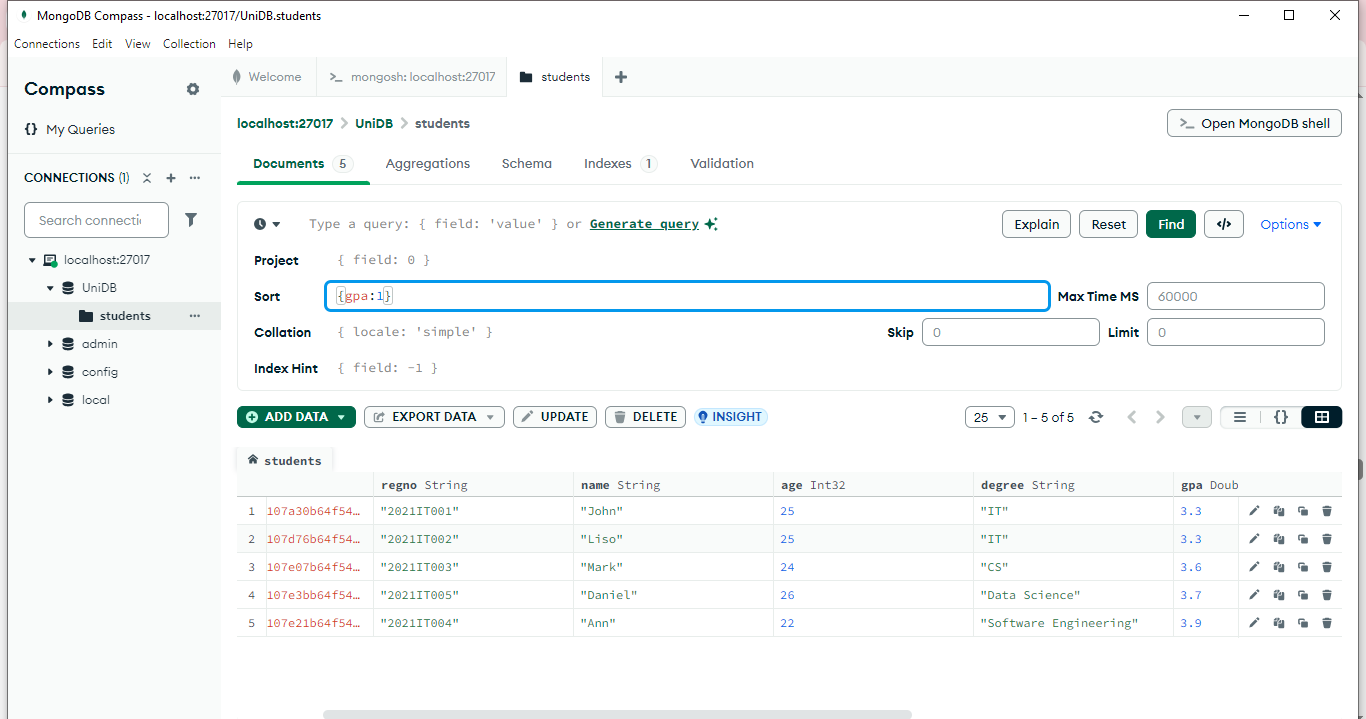 MongoDB Compass - localhost:27017/UniDB.students
Connections Edit View Collection Help
Compass
My Queries
CONNECTIONS (1)
Search connecti
localhost:27017
UniDB
students
admin
config
local
Welcome
mongosh: localhost:27017
students
localhost:27017 UniDB students
Open MongoDB shell
Documents 5 Aggregations Schema Indexes 1 Validation
Type a query: { field: 'value' } or Generate query
Explain Reset Find </> Options
Project { field: 0 }
Sort {gpa:1} Max Time MS 60000
Collation { locale: 'simple' } Skip 0 Limit 0
Index Hint { field: -1 }
ADD DATA EXPORT DATA UPDATE DELETE INSIGHT 25 1 – 5 of 5 {}
students
regno String name String age Int32 degree String gpa Doub
1 107a30b64f54… "2021IT001" "John" 25 "IT" 3.3
2 107d76b64f54… "2021IT002" "Liso" 25 "IT" 3.3
3 107e07b64f54… "2021IT003" "Mark" 24 "CS" 3.6
4 107e3bb64f54… "2021IT005" "Daniel" 26 "Data Science" 3.7
5 107e21b64f54… "2021IT004" "Ann" 22 "Software Engineering" 3.9